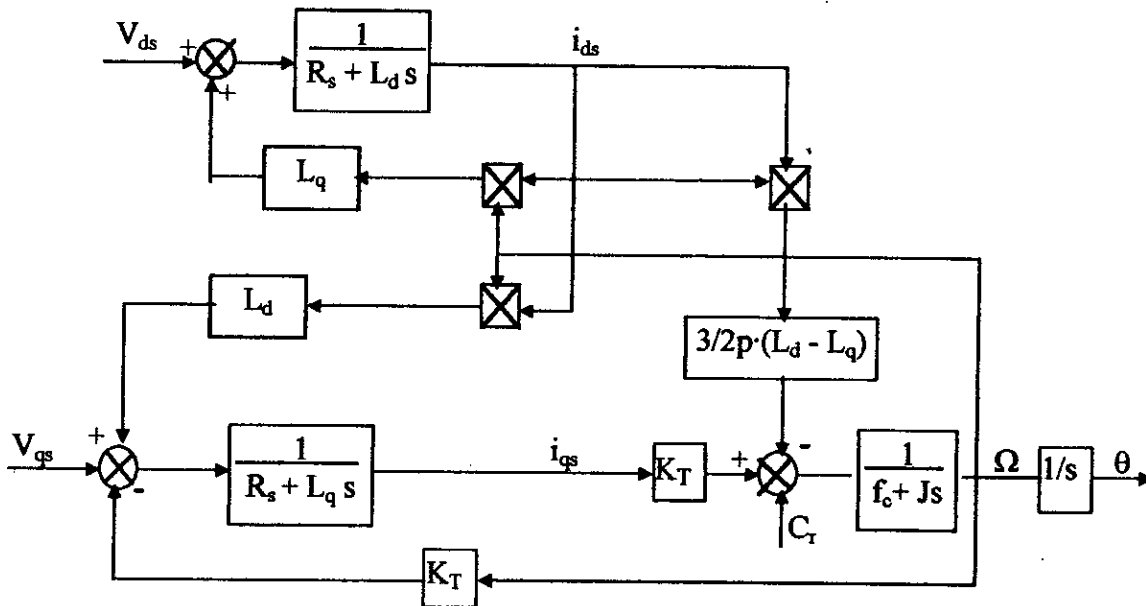 V_ds
+
+
1
R_s + L_d s
i_ds
L_q
L_d
3/2p·(L_d - L_q)
V_qs
+
-
1
R_s + L_q s
i_qs
K_T
+
-
C_r
1
f_c + Js
Ω
1/s
θ
K_T